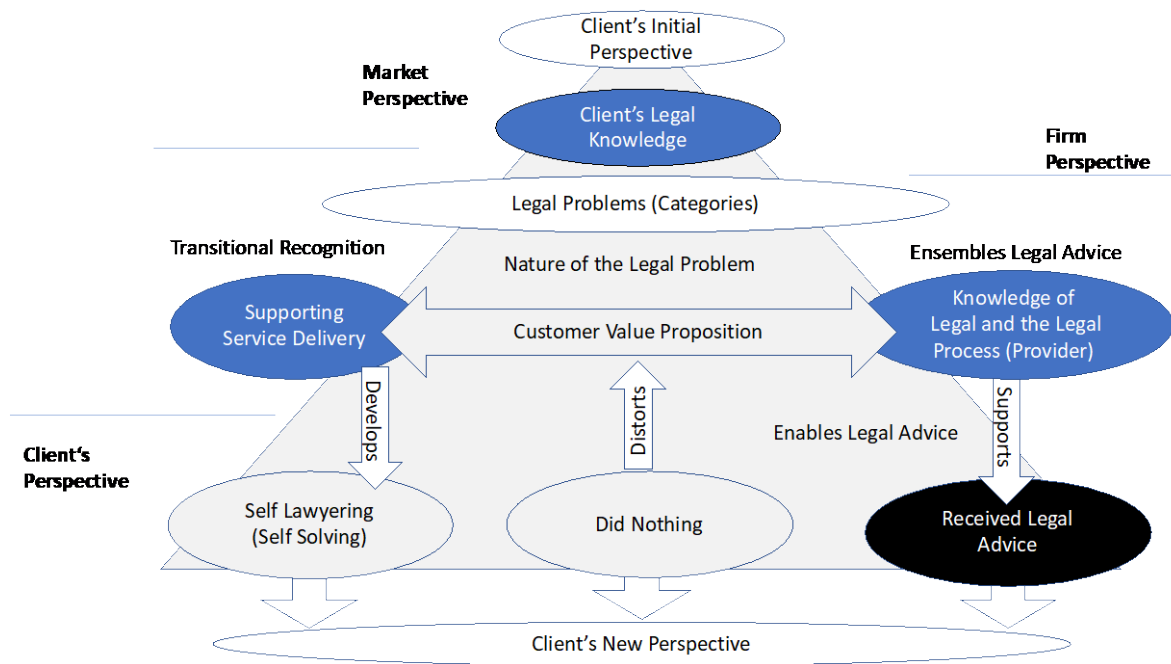 Client's Initial
Perspective
Market
Perspective
Client's Legal
Knowledge
Firm
Perspective
Legal Problems (Categories)
Transitional Recognition
Nature of the Legal Problem
Ensembles Legal Advice
Supporting
Service Delivery
Customer Value Proposition
Knowledge of
Legal and the Legal
Process (Provider)
Develops
Distorts
Supports
Enables Legal Advice
Client‘s
Perspective
Self Lawyering
(Self Solving)
Did Nothing
Received Legal
Advice
Client's New Perspective